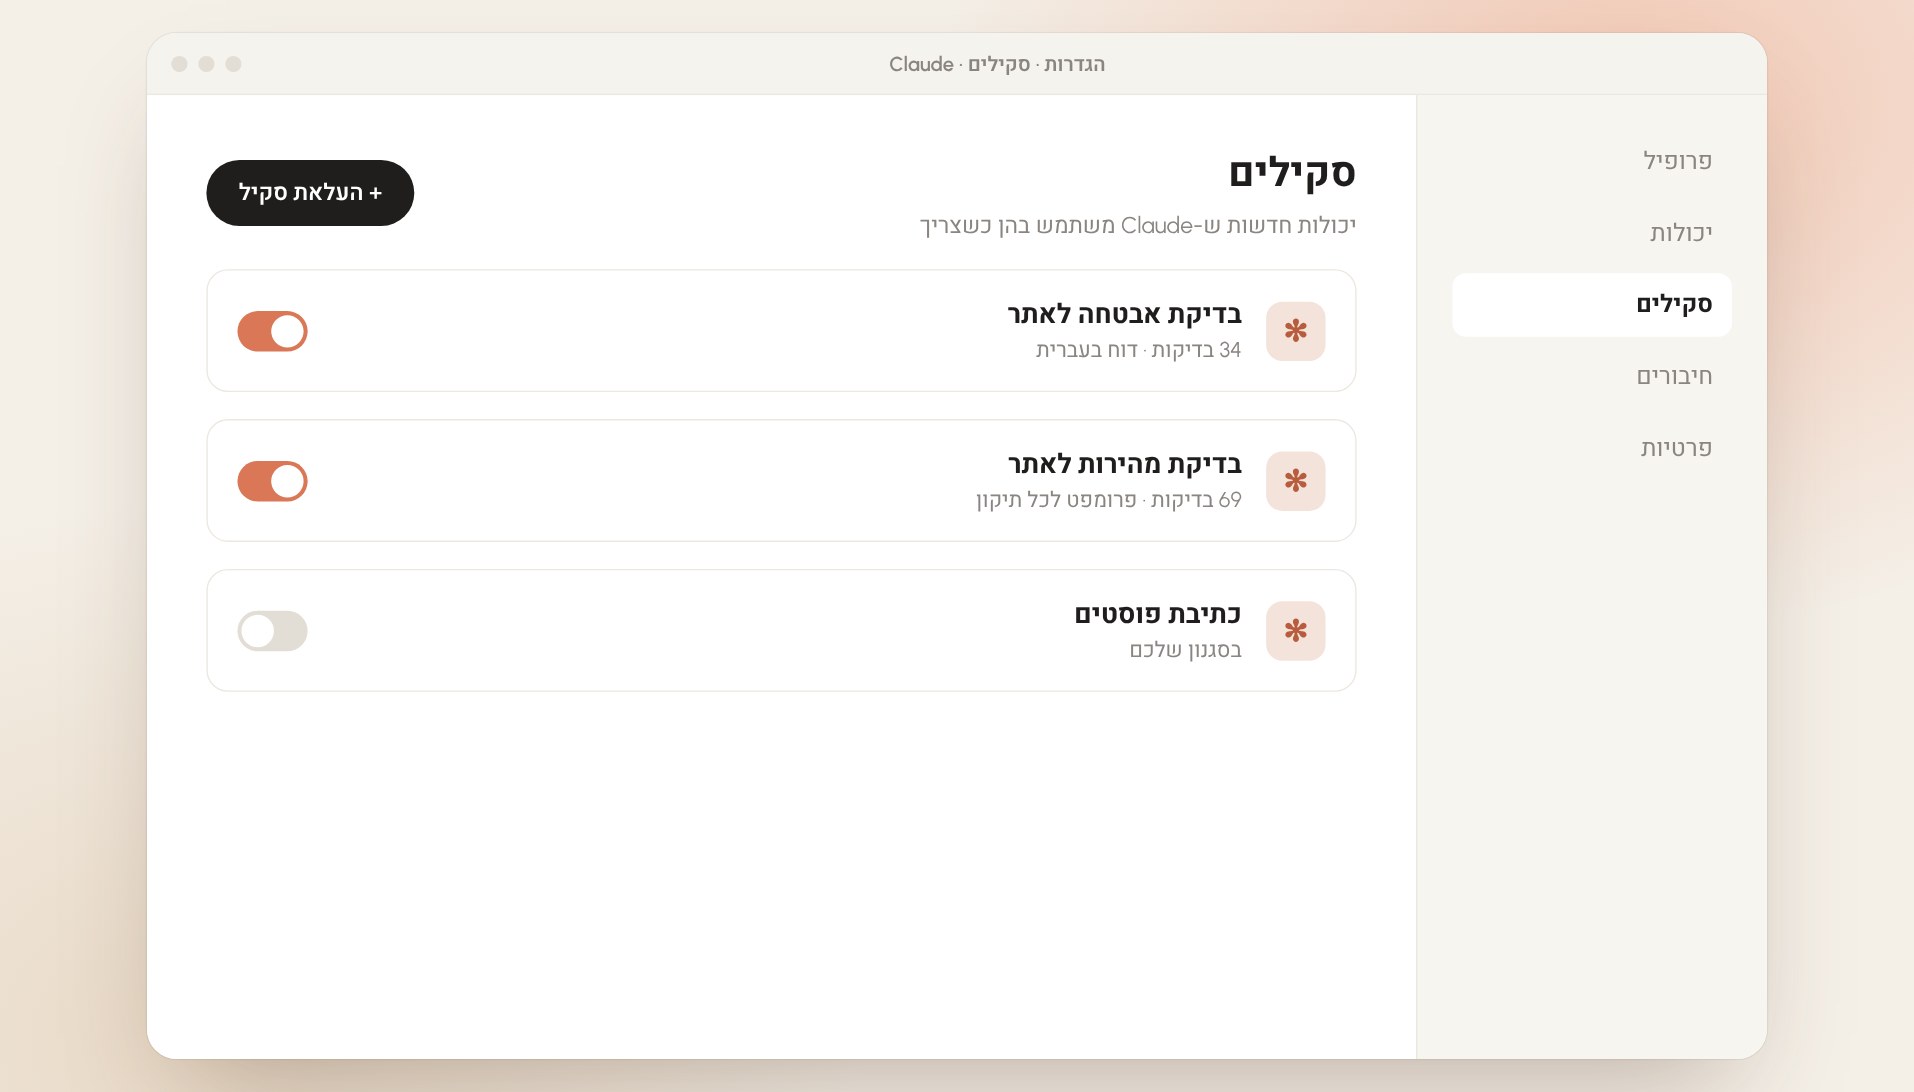 הגדרות · סקילים · Claude
פרופיל
יכולות
סקילים
חיבורים
פרטיות
סקילים
יכולות חדשות ש-Claude משתמש בהן כשצריך
+ העלאת סקיל
בדיקת אבטחה לאתר
34 בדיקות · דוח בעברית
בדיקת מהירות לאתר
69 בדיקות · פרומפט לכל תיקון
כתיבת פוסטים
בסגנון שלכם